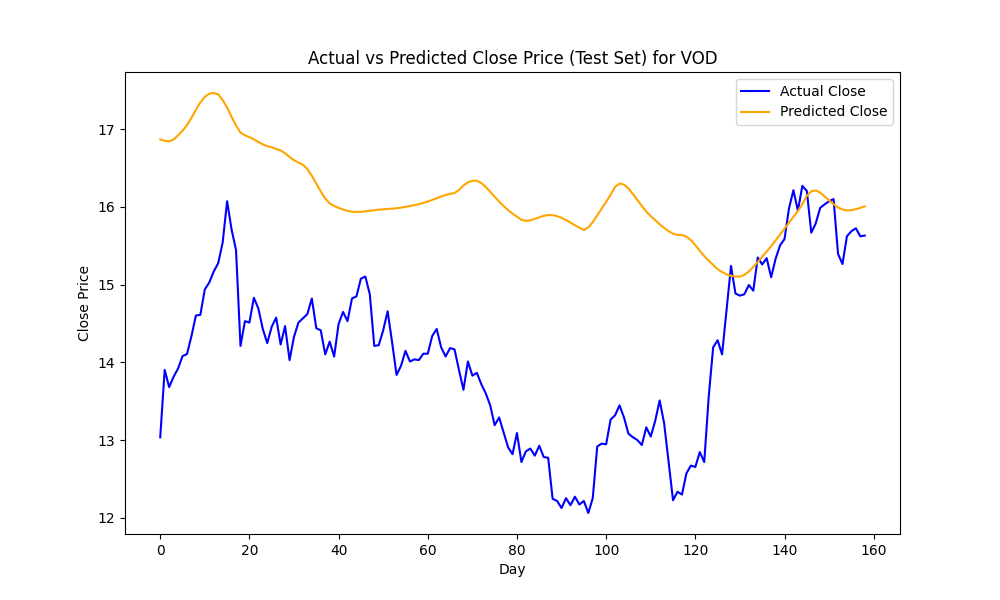 Actual vs Predicted Close Price (Test Set) for VOD
Actual Close
Predicted Close
17
16
15
14
13
12
Close Price
0 20 40 60 80 100 120 140 160
Day